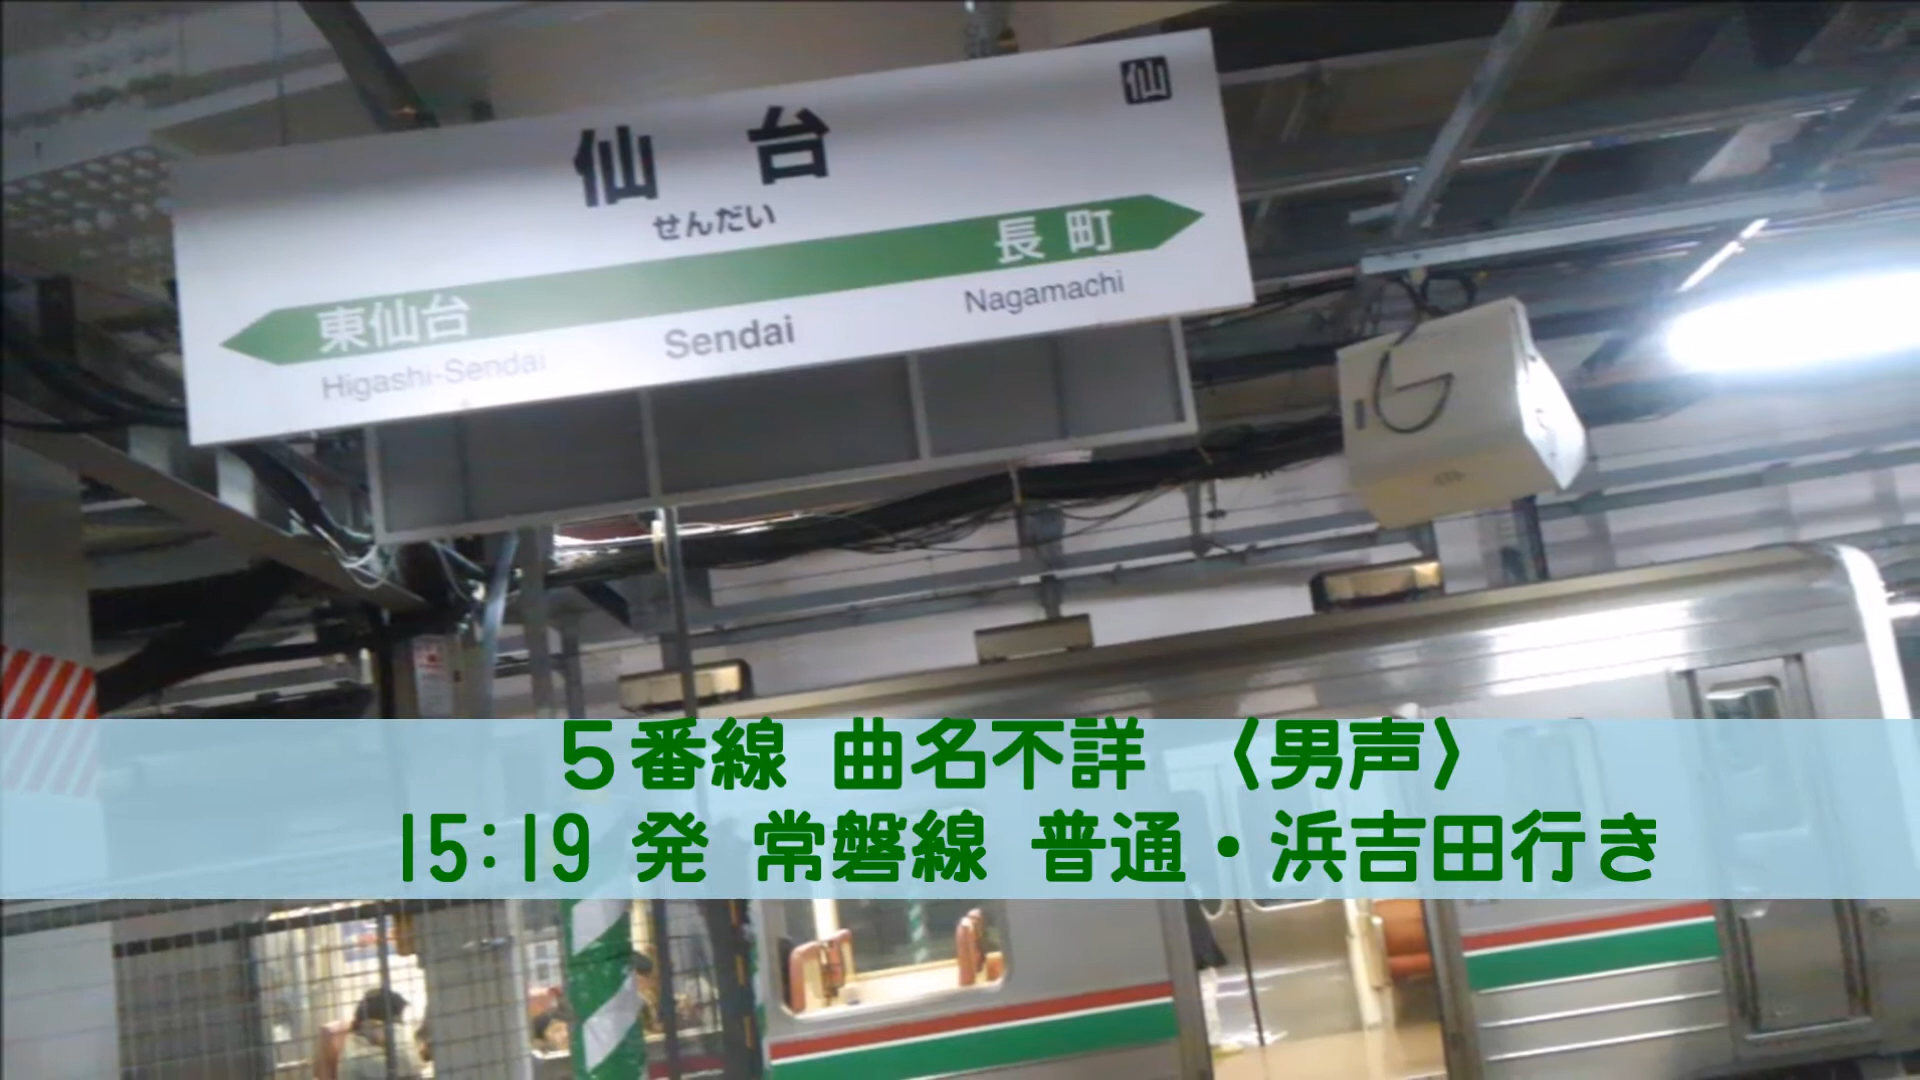 仙
仙台
せんだい
東仙台
長町
Higashi-Sendai
Sendai
Nagamachi
5番線 曲名不詳 〈男声〉
15:19 発 常磐線 普通・浜吉田行き